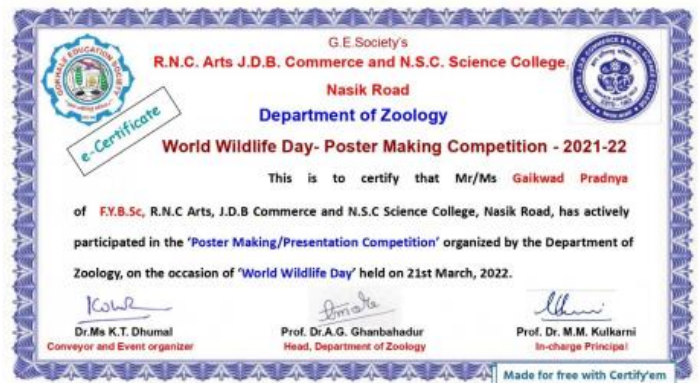 G.E.Society's
R.N.C. Arts J.D.B. Commerce and N.S.C. Science College,
Nasik Road
Department of Zoology
e-Certificate
World Wildlife Day- Poster Making Competition - 2021-22
This is to certify that Mr/Ms Gaikwad Pradnya
of F.Y.B.Sc, R.N.C Arts, J.D.B Commerce and N.S.C Science College, Nasik Road, has actively
participated in the 'Poster Making/Presentation Competition' organized by the Department of
Zoology, on the occasion of 'World Wildlife Day' held on 21st March, 2022.
Dr.Ms K.T. Dhumal
Conveyor and Event organizer
Prof. Dr.A.G. Ghanbahadur
Head, Department of Zoology
Prof. Dr. M.M. Kulkarni
In-charge Principal
Made for free with Certify'em
GOKHALE EDUCATION SOCIETY